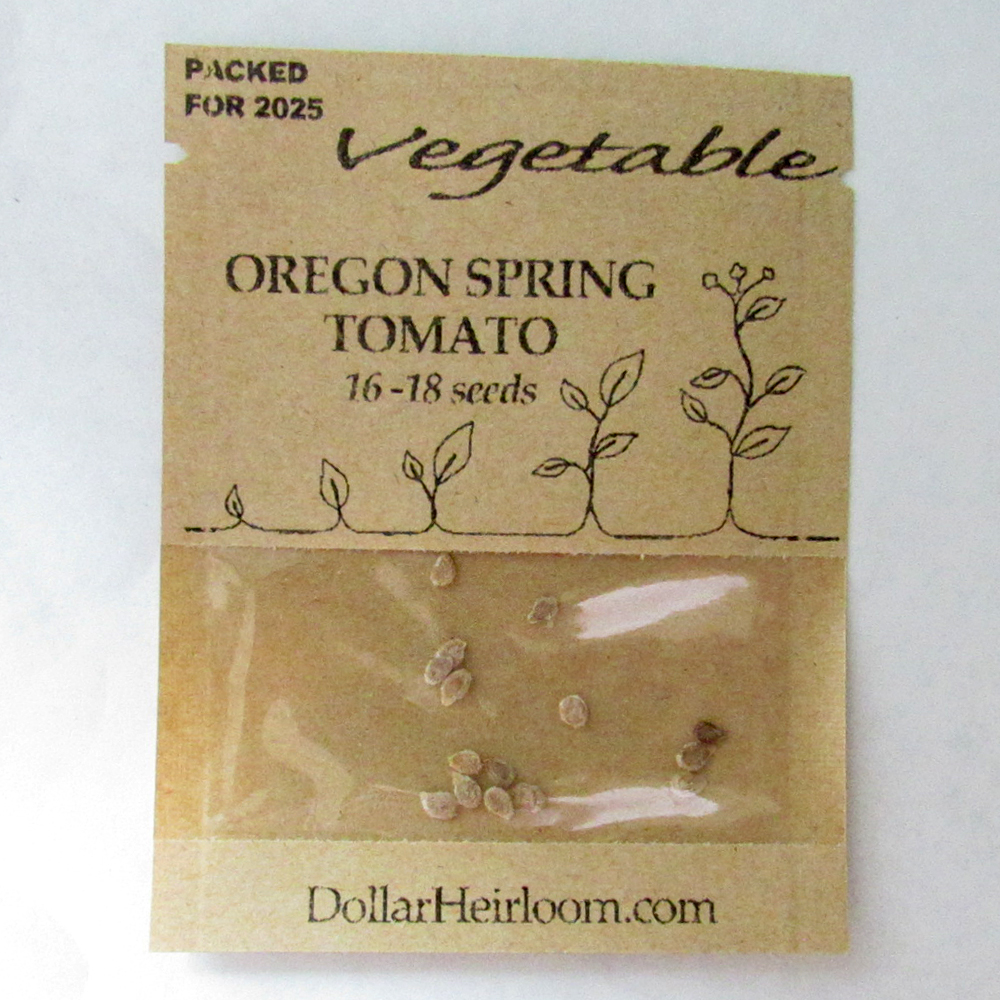 PACKED
FOR 2025
Vegetable
OREGON SPRING
TOMATO
16-18 seeds
DollarHeirloom.com